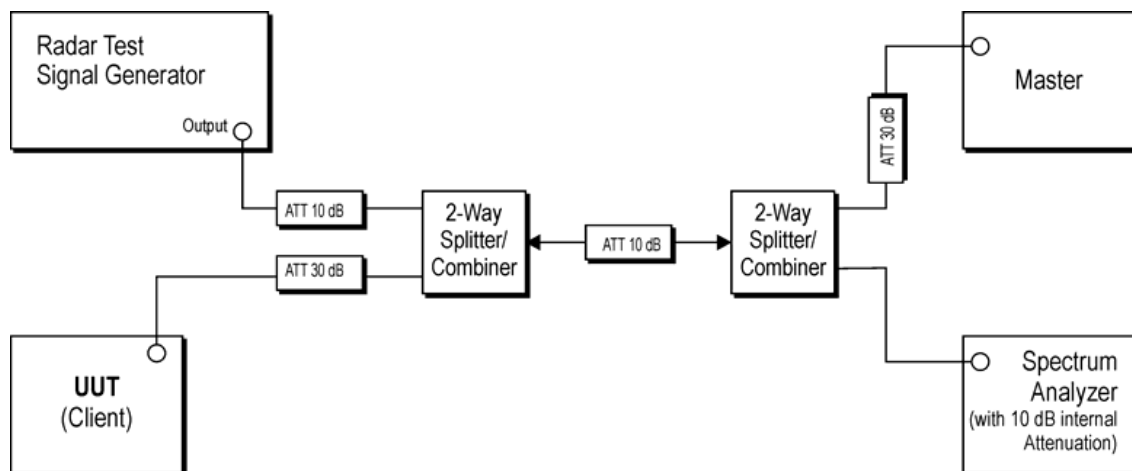 Radar Test
Signal Generator
Output
Master
ATT 30 dB
ATT 10 dB
2-Way
Splitter/
Combiner
ATT 10 dB
2-Way
Splitter/
Combiner
ATT 30 dB
UUT
(Client)
Spectrum
Analyzer
(with 10 dB internal
Attenuation)